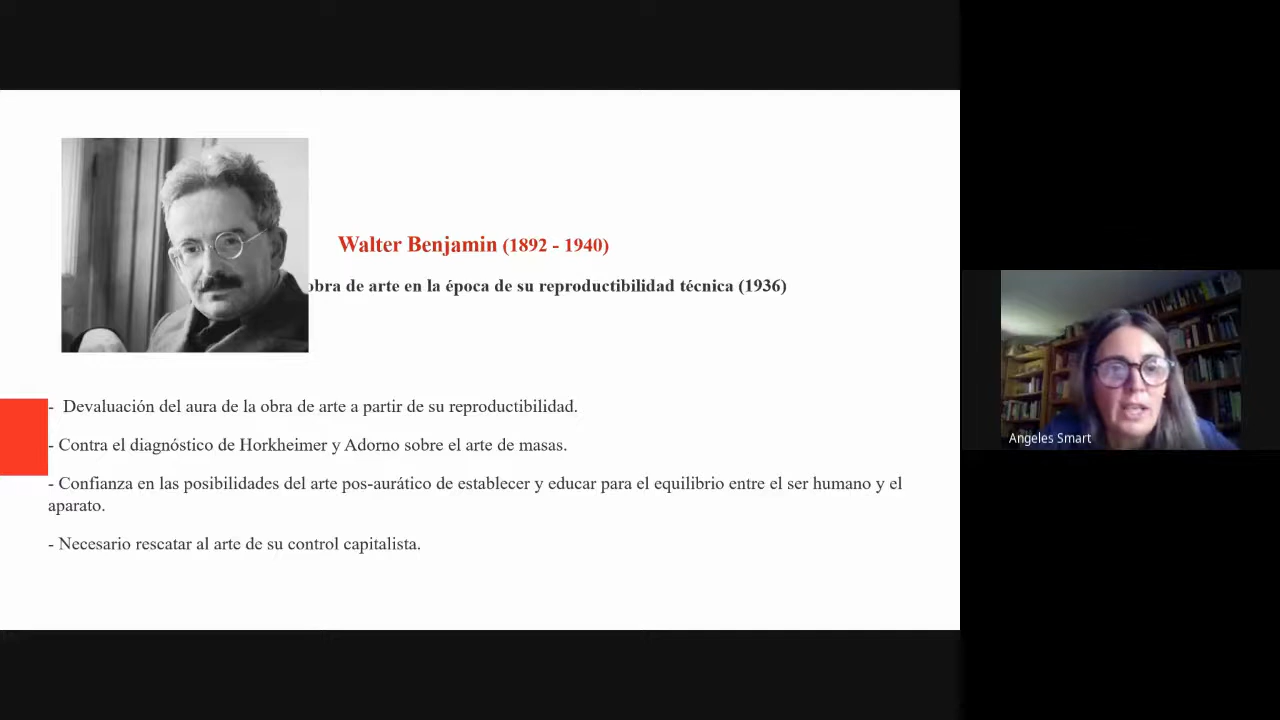 Walter Benjamin (1892 - 1940)
obra de arte en la época de su reproductibilidad técnica (1936)
- Devaluación del aura de la obra de arte a partir de su reproductibilidad.
- Contra el diagnóstico de Horkheimer y Adorno sobre el arte de masas.
- Confianza en las posibilidades del arte pos-aurático de establecer y educar para el equilibrio entre el ser humano y el
aparato.
- Necesario rescatar al arte de su control capitalista.
Angeles Smart